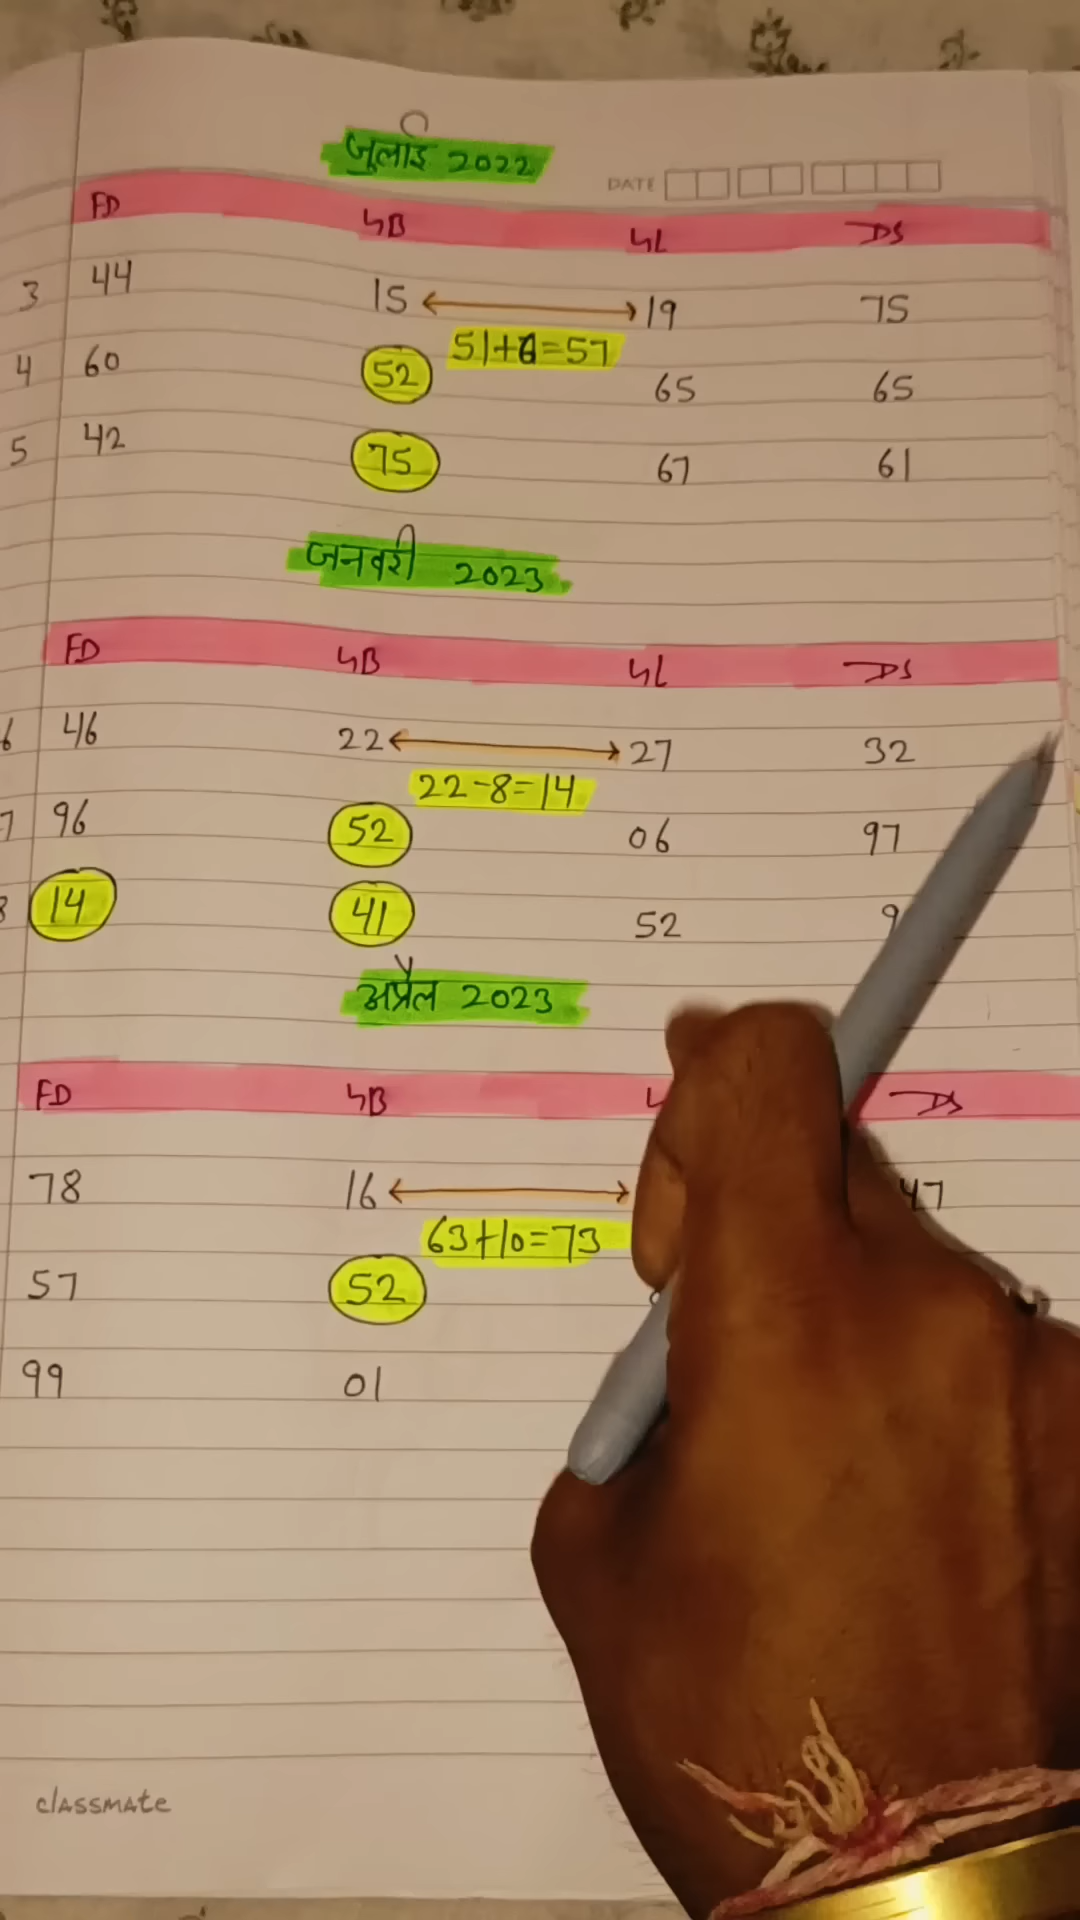 जुलाई 2022
DATE
FD GB GL DS
3 44 15 19 75
51+6=57
4 60 52 65 65
5 42 75 67 61
जनवरी 2023
FD GB GL DS
6 46 22 27 32
22-8=14
7 96 52 06 97
8 14 41 52 9
अप्रैल 2023
FD GB DS
78 16 47
63+10=73
57 52
99 01
classmate